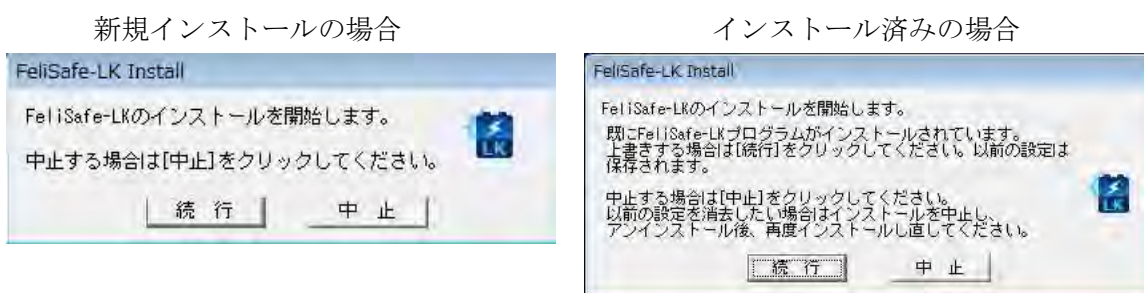 新規インストールの場合
FeliSafe-LK Install
FeliSafe-LKのインストールを開始します。
中止する場合は[中止]をクリックしてください。
LK
続 行
中 止
インストール済みの場合
FeliSafe-LK Install
FeliSafe-LKのインストールを開始します。
既にFeliSafe-LKプログラムがインストールされています。
上書きする場合は[続行]をクリックしてください。以前の設定は
保存されます。
中止する場合は[中止]をクリックしてください。
以前の設定を消去したい場合はインストールを中止し、
アンインストール後、再度インストールし直してください。
LK
続 行
中 止